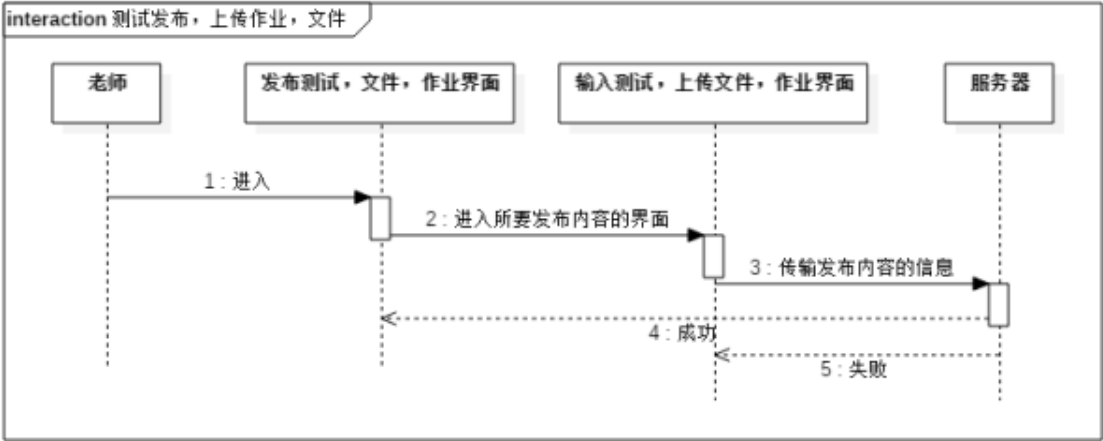 interaction 测试发布，上传作业，文件
老师
发布测试，文件，作业界面
输入测试，上传文件，作业界面
服务器
1 : 进入
2 : 进入所要发布内容的界面
3 : 传输发布内容的信息
4 : 成功
5 : 失败